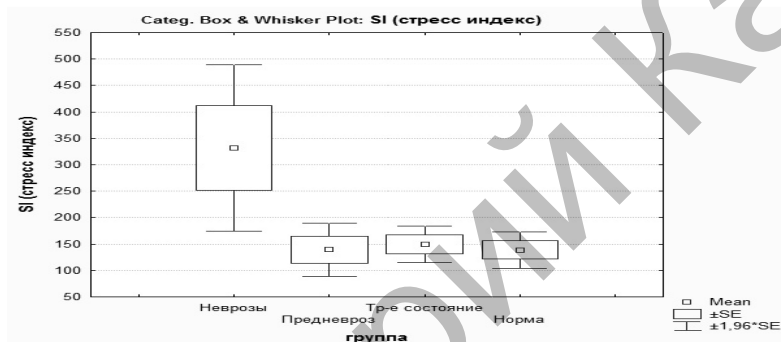 Categ. Box & Whisker Plot: SI (стресс индекс)
SI (стресс индекс)
550
500
450
400
350
300
250
200
150
100
50
Неврозы
Предневроз
Тр-е состояние
Норма
группа
Mean
±SE
±1,96*SE